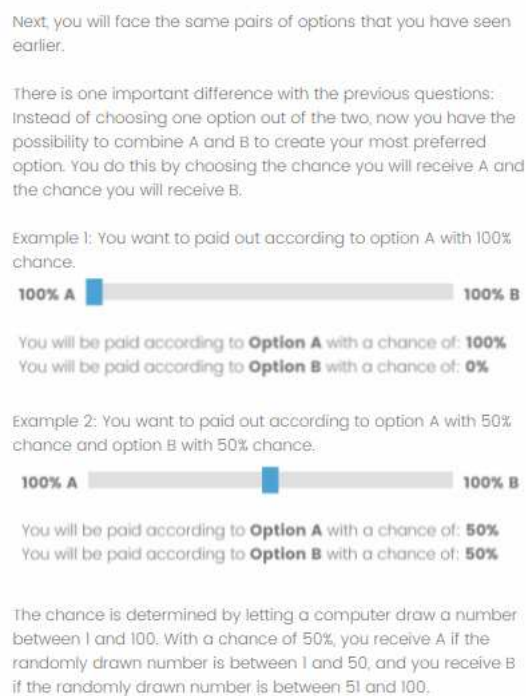 Next, you will face the same pairs of options that you have seen
earlier.
There is one important difference with the previous questions:
Instead of choosing one option out of the two, now you have the
possibility to combine A and B to create your most preferred
option. You do this by choosing the chance you will receive A and
the chance you will receive B.
Example 1: You want to paid out according to option A with 100%
chance.
100% A 100% B
You will be paid according to Option A with a chance of: 100%
You will be paid according to Option B with a chance of: 0%
Example 2: You want to paid out according to option A with 50%
chance and option B with 50% chance.
100% A 100% B
You will be paid according to Option A with a chance of: 50%
You will be paid according to Option B with a chance of: 50%
The chance is determined by letting a computer draw a number
between 1 and 100. With a chance of 50%, you receive A if the
randomly drawn number is between 1 and 50, and you receive B
if the randomly drawn number is between 51 and 100.